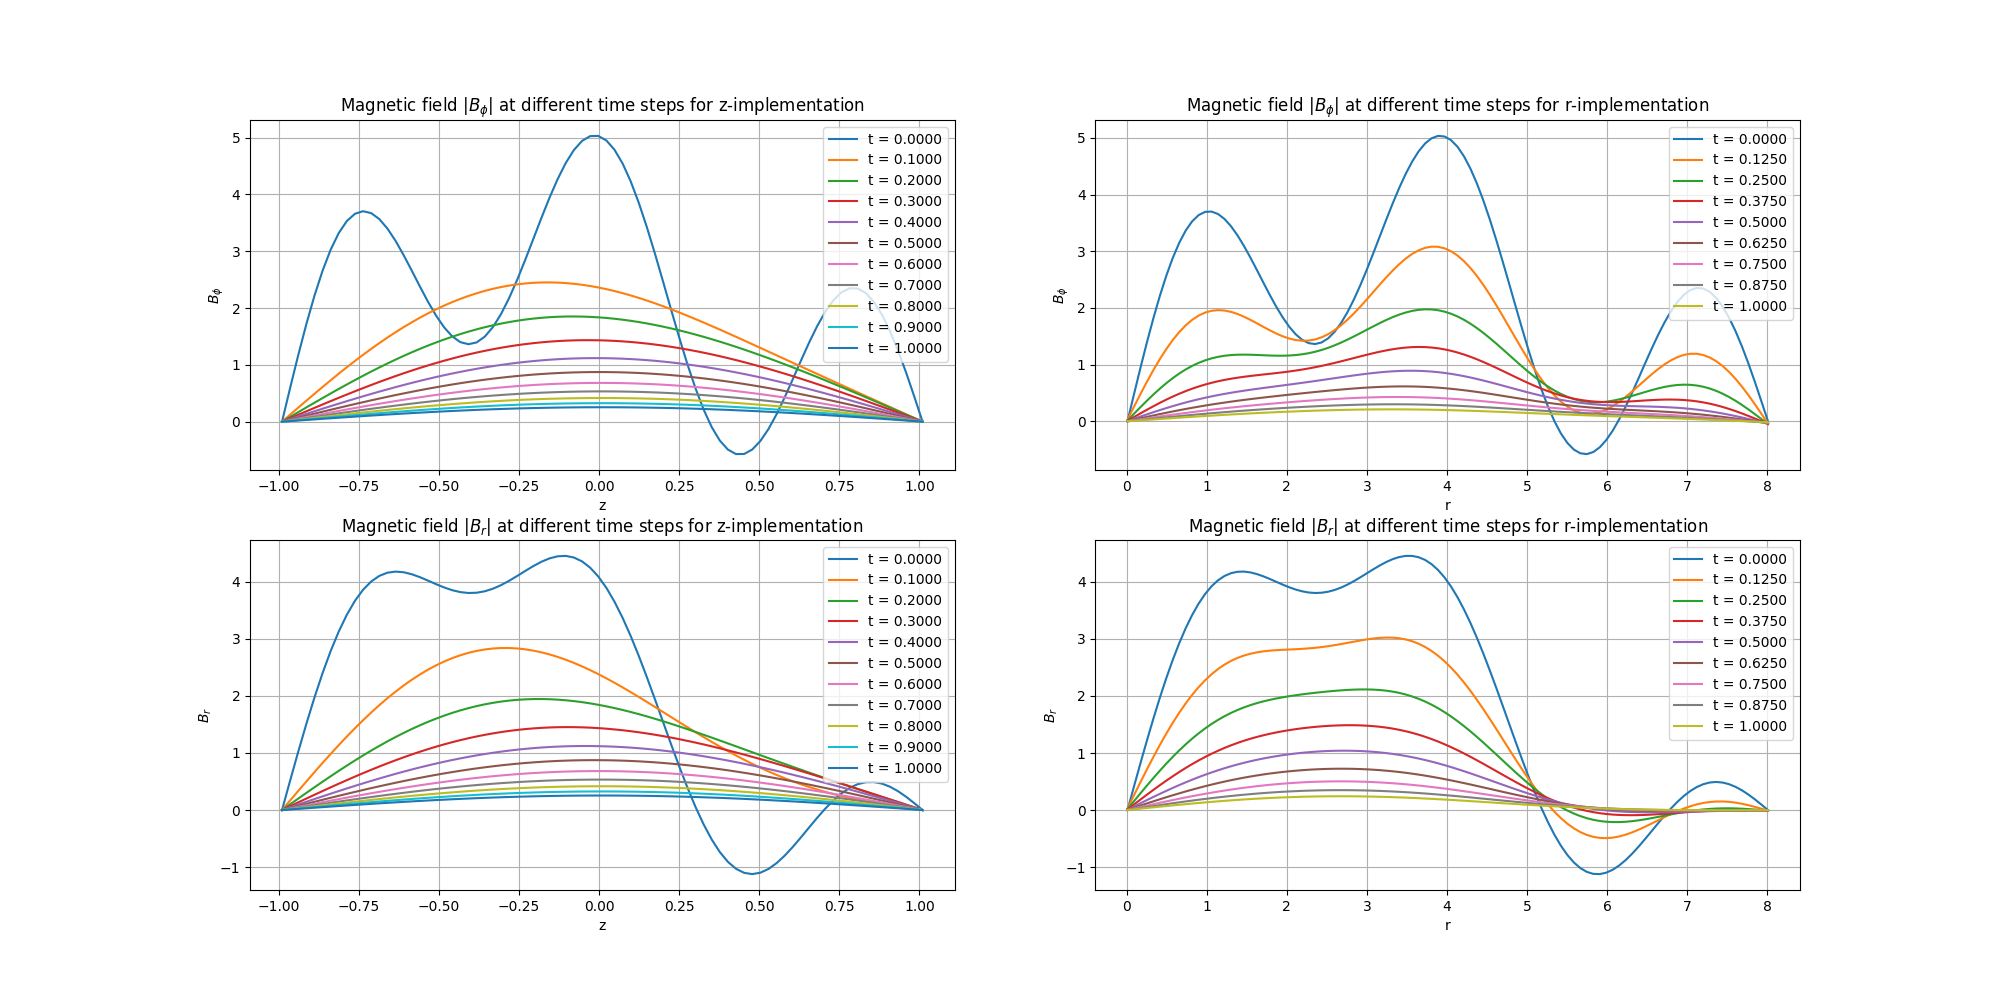 Magnetic field |B_ϕ| at different time steps for z-implementation
5
4
3
2
1
0
B_ϕ
t = 0.0000
t = 0.1000
t = 0.2000
t = 0.3000
t = 0.4000
t = 0.5000
t = 0.6000
t = 0.7000
t = 0.8000
t = 0.9000
t = 1.0000
−1.00 −0.75 −0.50 −0.25 0.00 0.25 0.50 0.75 1.00
z
Magnetic field |B_ϕ| at different time steps for r-implementation
5
4
3
2
1
0
B_ϕ
t = 0.0000
t = 0.1250
t = 0.2500
t = 0.3750
t = 0.5000
t = 0.6250
t = 0.7500
t = 0.8750
t = 1.0000
0 1 2 3 4 5 6 7 8
r
Magnetic field |B_r| at different time steps for z-implementation
4
3
2
1
0
−1
B_r
t = 0.0000
t = 0.1000
t = 0.2000
t = 0.3000
t = 0.4000
t = 0.5000
t = 0.6000
t = 0.7000
t = 0.8000
t = 0.9000
t = 1.0000
−1.00 −0.75 −0.50 −0.25 0.00 0.25 0.50 0.75 1.00
z
Magnetic field |B_r| at different time steps for r-implementation
4
3
2
1
0
−1
B_r
t = 0.0000
t = 0.1250
t = 0.2500
t = 0.3750
t = 0.5000
t = 0.6250
t = 0.7500
t = 0.8750
t = 1.0000
0 1 2 3 4 5 6 7 8
r